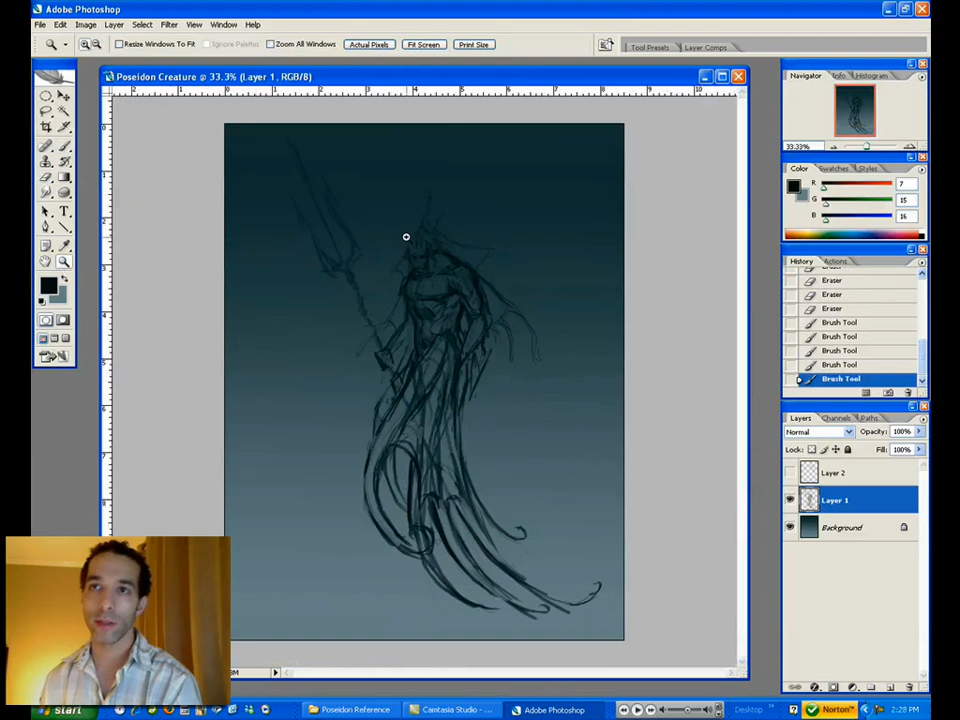 Adobe Photoshop
File Edit Image Layer Select Filter View Window Help
Resize Windows To Fit Ignore Palettes Zoom All Windows Actual Pixels Fit Screen Print Size Tool Presets Layer Comps
Poseidon Creature @ 33.3% (Layer 1, RGB/8)
Navigator Info Histogram
33.33%
Color Swatches Styles
R 7
G 15
B 16
History Actions
Eraser
Eraser
Eraser
Eraser
Brush Tool
Brush Tool
Brush Tool
Brush Tool
Brush Tool
Layers Channels Paths
Normal Opacity: 100%
Lock: Fill: 100%
Layer 2
Layer 1
Background
start Poseidon Reference Camtasia Studio - ... Adobe Photoshop Desktop Norton™ 2:28 PM